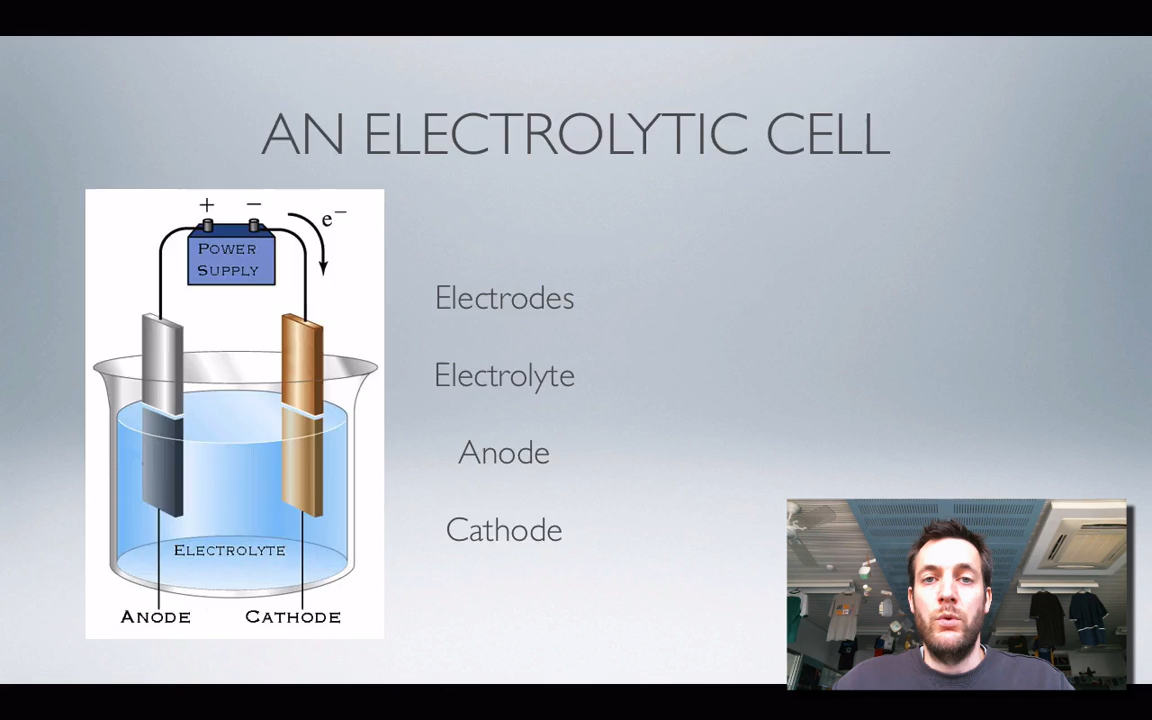 AN ELECTROLYTIC CELL
+ −
e−
POWER
SUPPLY
ELECTROLYTE
ANODE CATHODE
Electrodes
Electrolyte
Anode
Cathode